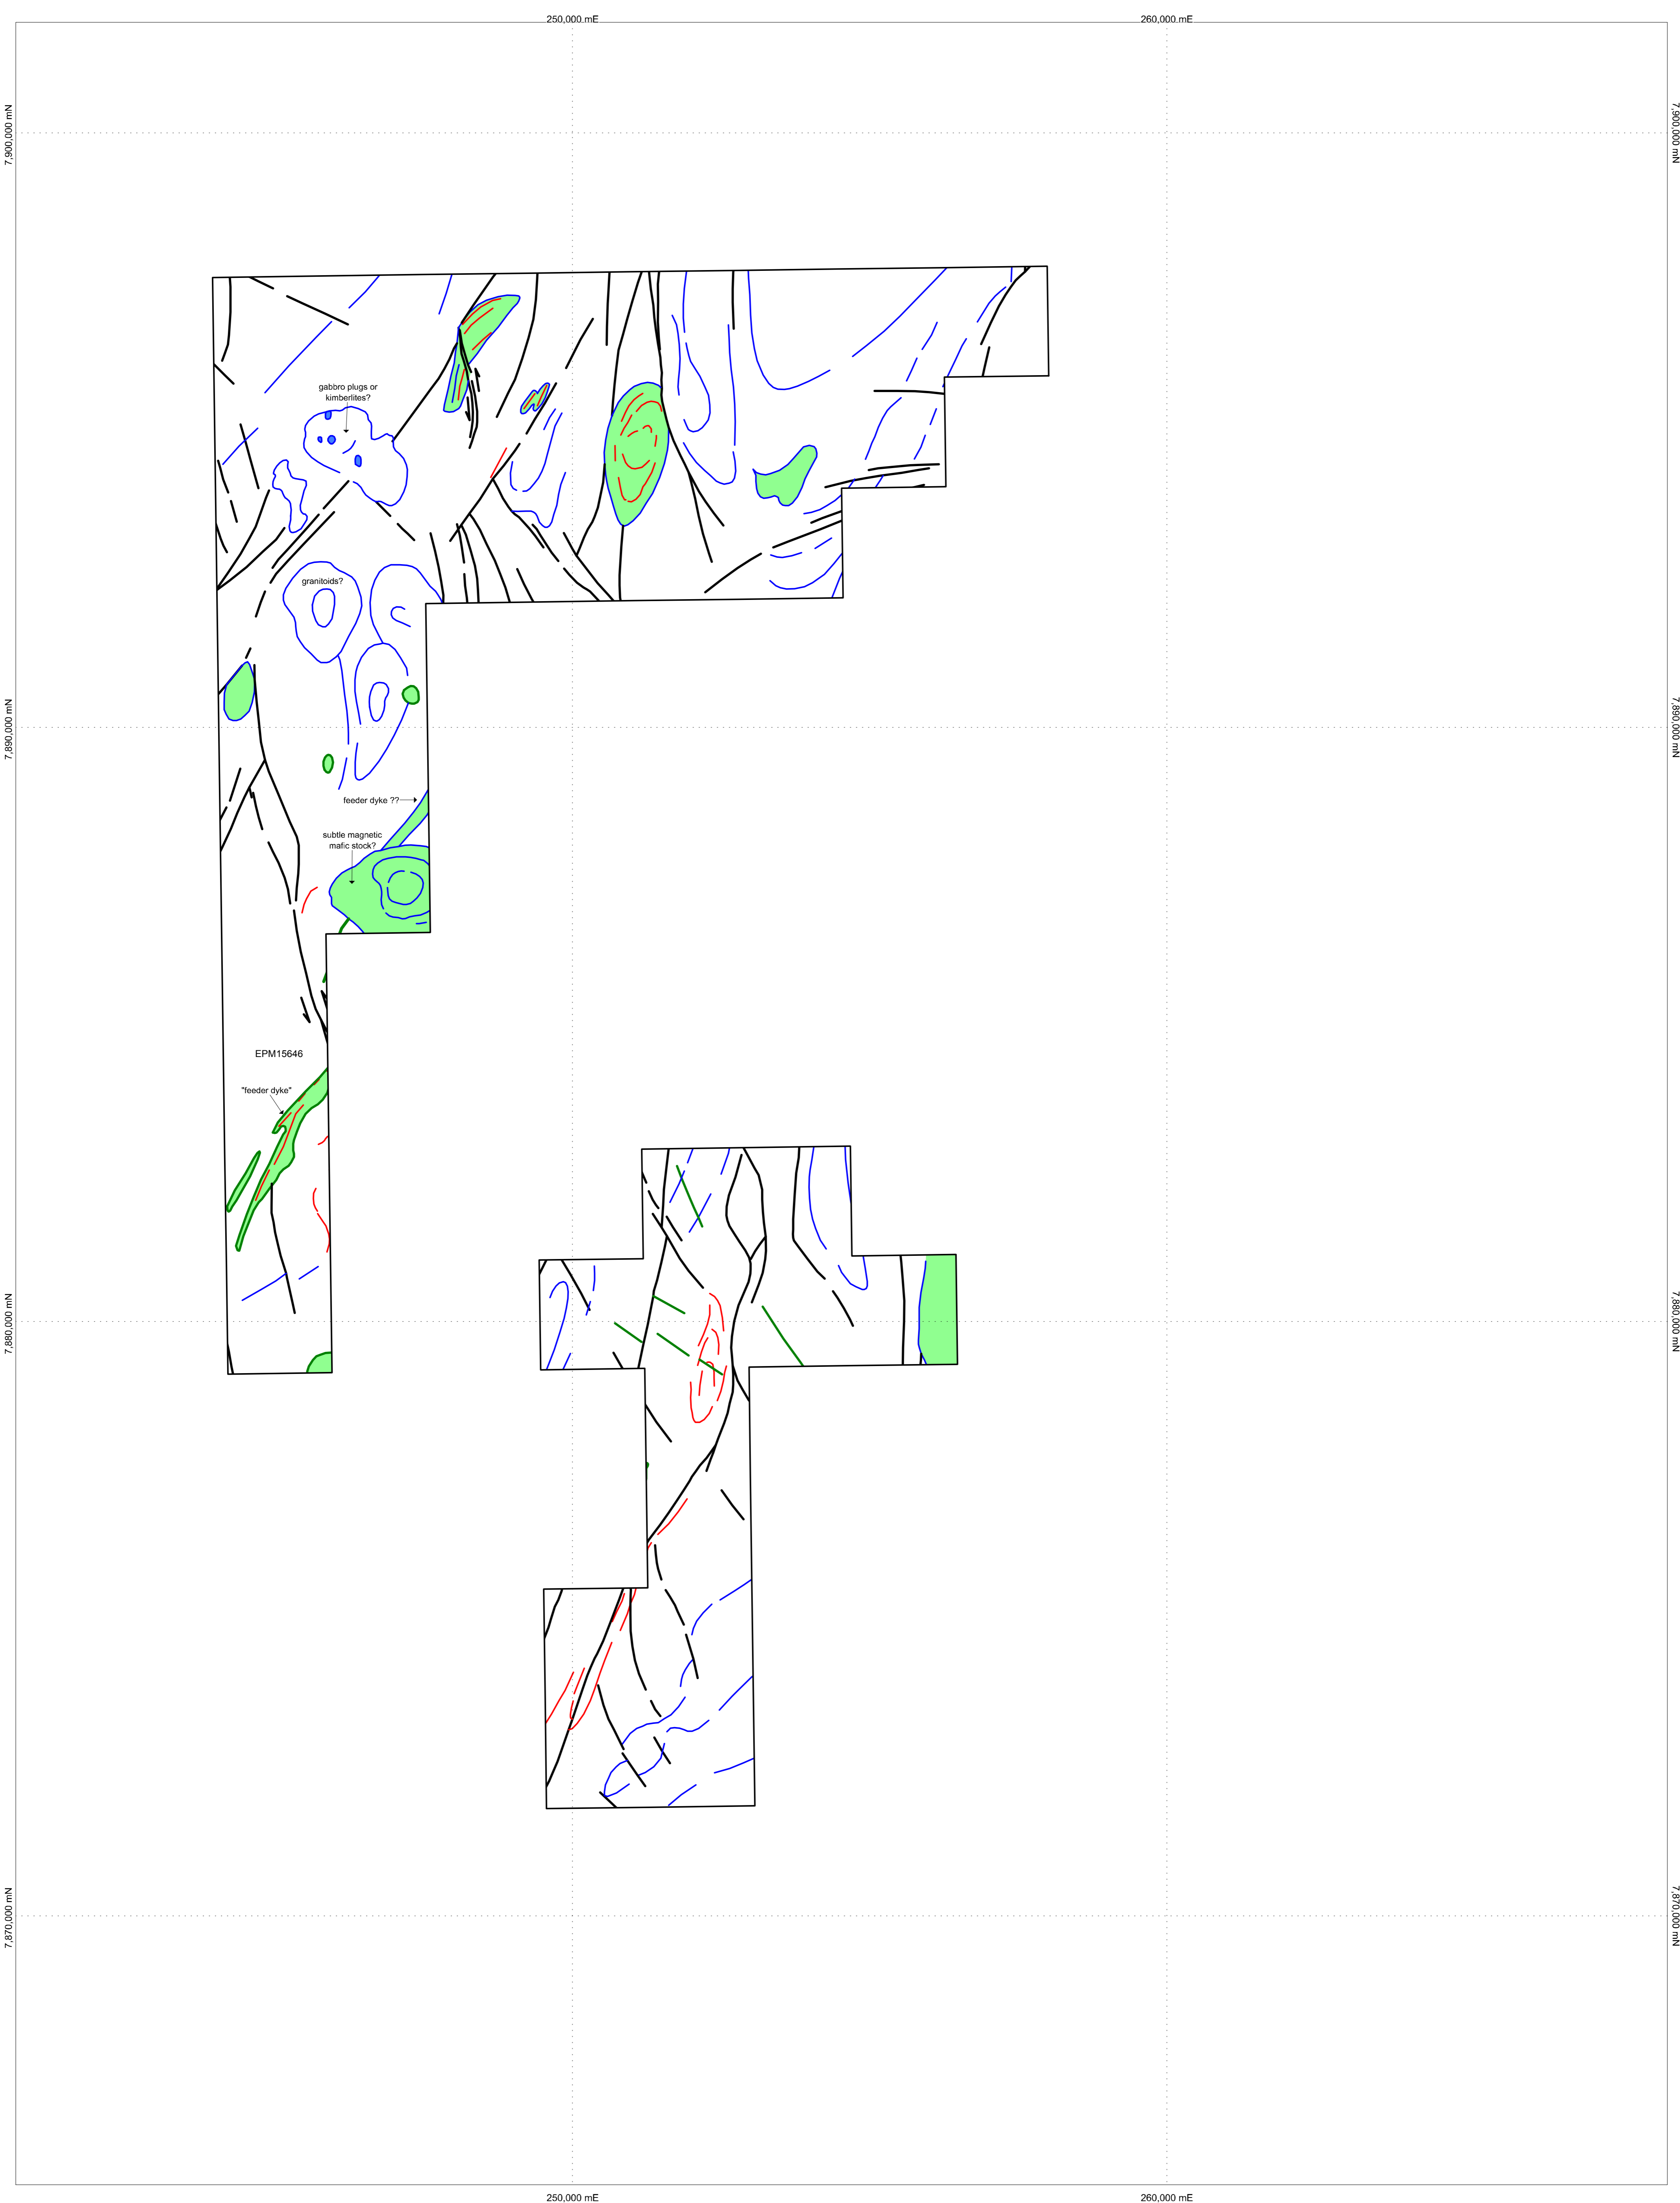 250,000 mE
260,000 mE
7,900,000 mN
7,900,000 mN
gabbro plugs or
kimberlites?
granitoids?
7,890,000 mN
7,890,000 mN
feeder dyke ??
subtle magnetic
mafic stock?
EPM15646
"feeder dyke"
7,880,000 mN
7,880,000 mN
7,870,000 mN
7,870,000 mN
250,000 mE
260,000 mE